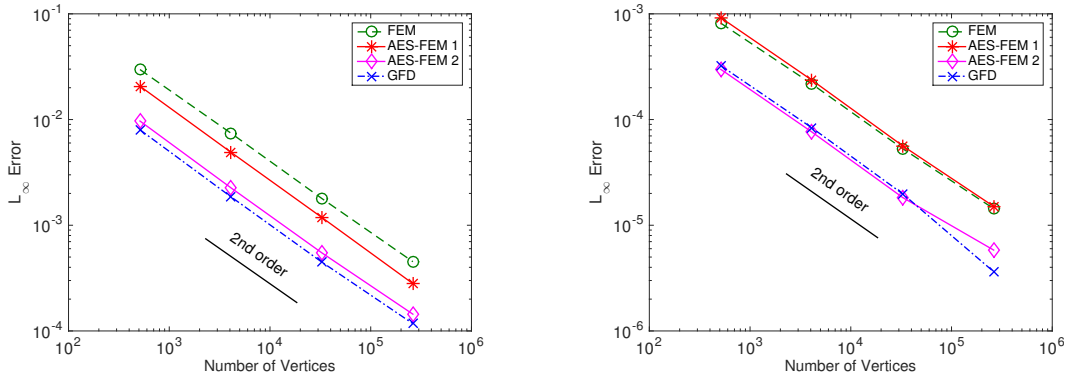 10^-1
10^-2
10^-3
10^-4
L∞ Error
FEM
AES-FEM 1
AES-FEM 2
GFD
2nd order
10^2 10^3 10^4 10^5 10^6
Number of Vertices
10^-3
10^-4
10^-5
10^-6
L∞ Error
FEM
AES-FEM 1
AES-FEM 2
GFD
2nd order
10^2 10^3 10^4 10^5 10^6
Number of Vertices